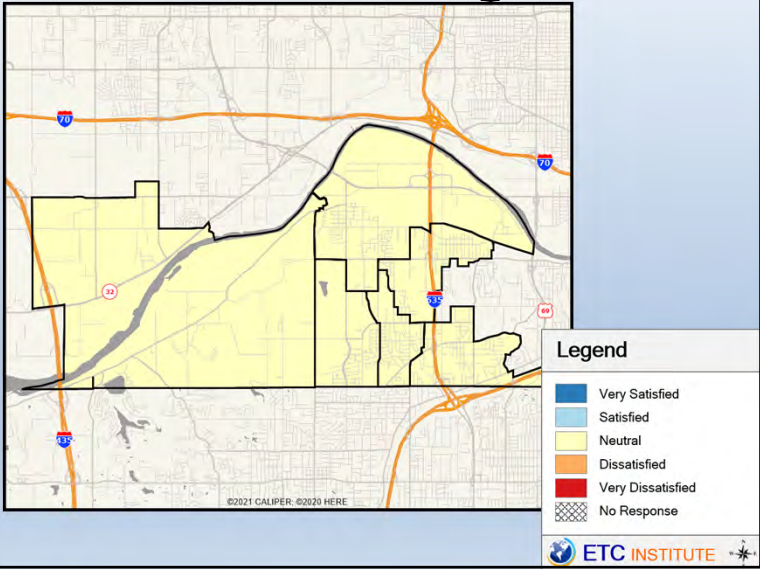 70
70
32
635
69
435
©2021 CALIPER; ©2020 HERE
Legend
Very Satisfied
Satisfied
Neutral
Dissatisfied
Very Dissatisfied
No Response
ETC INSTITUTE
N
W
E
S